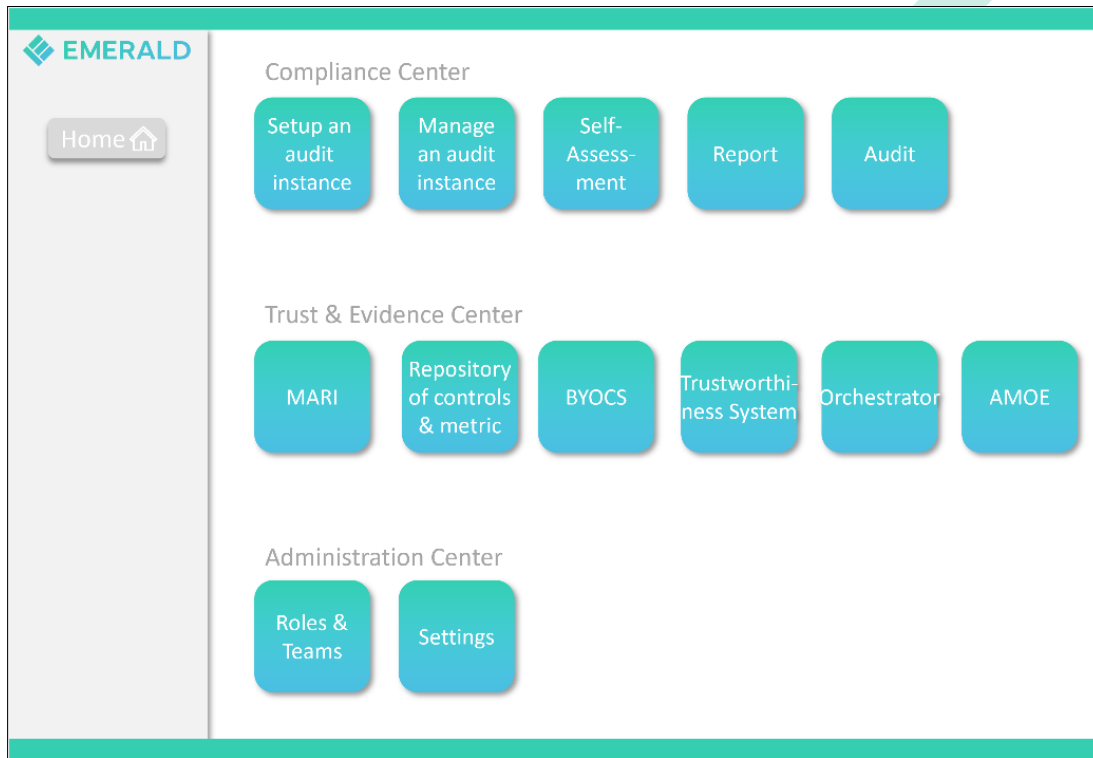 EMERALD
Home
Compliance Center
Setup an
audit
instance
Manage
an audit
instance
Self-
Assess-
ment
Report
Audit
Trust & Evidence Center
MARI
Repository
of controls
& metric
BYOCS
Trustworthi-
ness System
Orchestrator
AMOE
Administration Center
Roles &
Teams
Settings